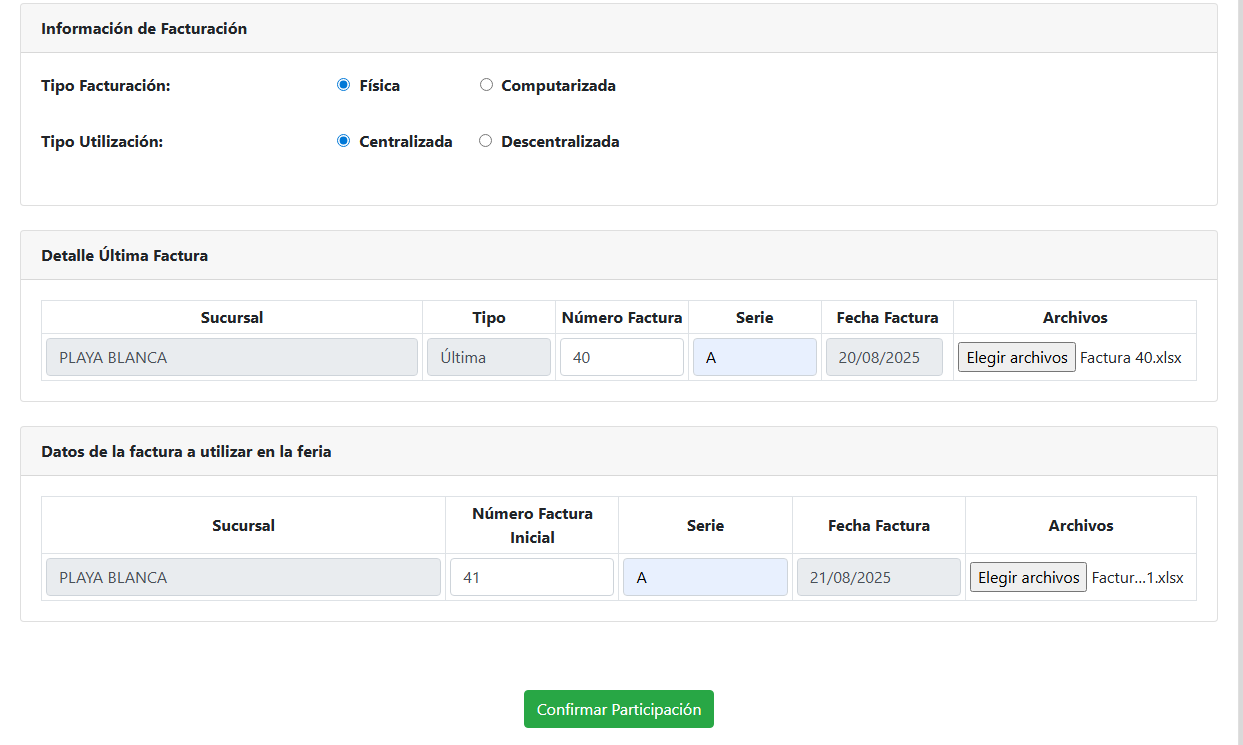 Información de Facturación
Tipo Facturación: Física Computarizada
Tipo Utilización: Centralizada Descentralizada
Detalle Última Factura
Sucursal Tipo Número Factura Serie Fecha Factura Archivos
PLAYA BLANCA Última 40 A 20/08/2025 Elegir archivos Factura 40.xlsx
Datos de la factura a utilizar en la feria
Sucursal Número Factura Inicial Serie Fecha Factura Archivos
PLAYA BLANCA 41 A 21/08/2025 Elegir archivos Factur...1.xlsx
Confirmar Participación